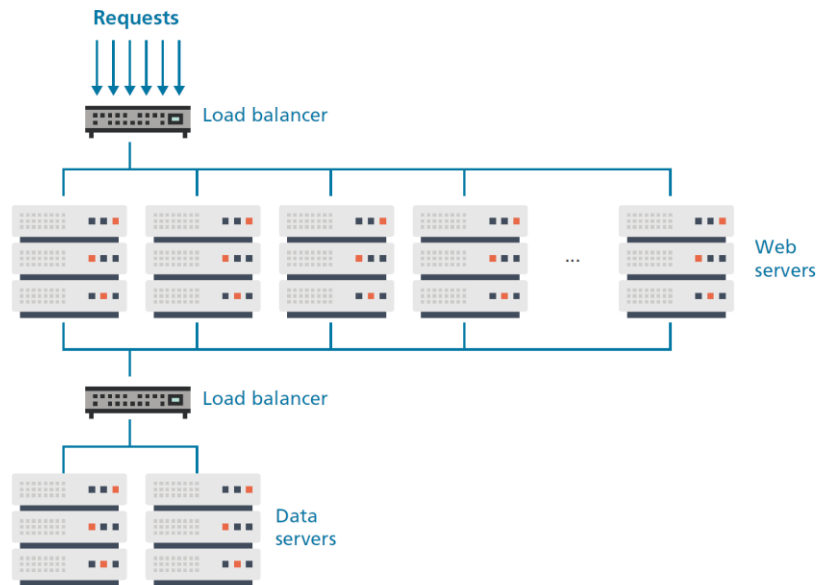 Requests
Load balancer
...
Web
servers
Load balancer
Data
servers